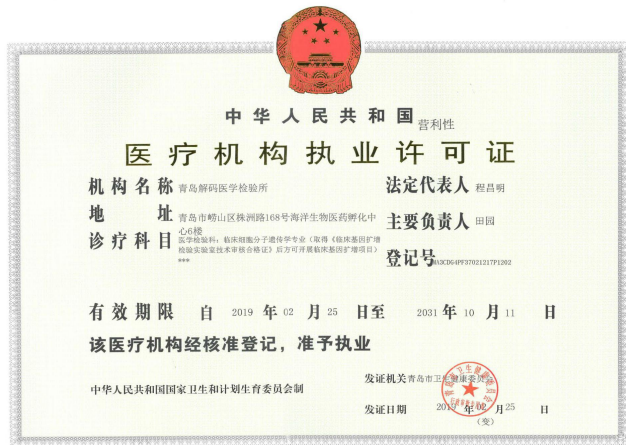 中华人民共和国 营利性
医疗机构执业许可证
机构名称 青岛解码医学检验所
法定代表人 程昌明
地址 青岛市崂山区株洲路168号海洋生物医药孵化中
心6楼
主要负责人 田园
诊疗科目 医学检验科：临床细胞分子遗传学专业（取得《临床基因扩增
检验实验室技术审核合格证》后方可开展临床基因扩增项目）
***
登记号 MA3CD64PF37021217P1202
有效期限 自 2019 年 02 月 25 日至 2031 年 10 月 11 日
该医疗机构经核准登记，准予执业
中华人民共和国国家卫生和计划生育委员会制
发证机关 青岛市卫生健康委员会
发证日期 2019 年 02 月 25 日
（变）